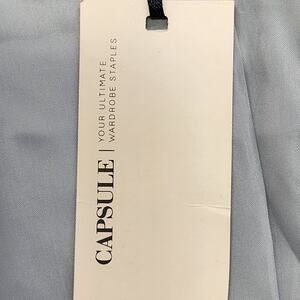 CAPSULE | YOUR ULTIMATE
WARDROBE STAPLES